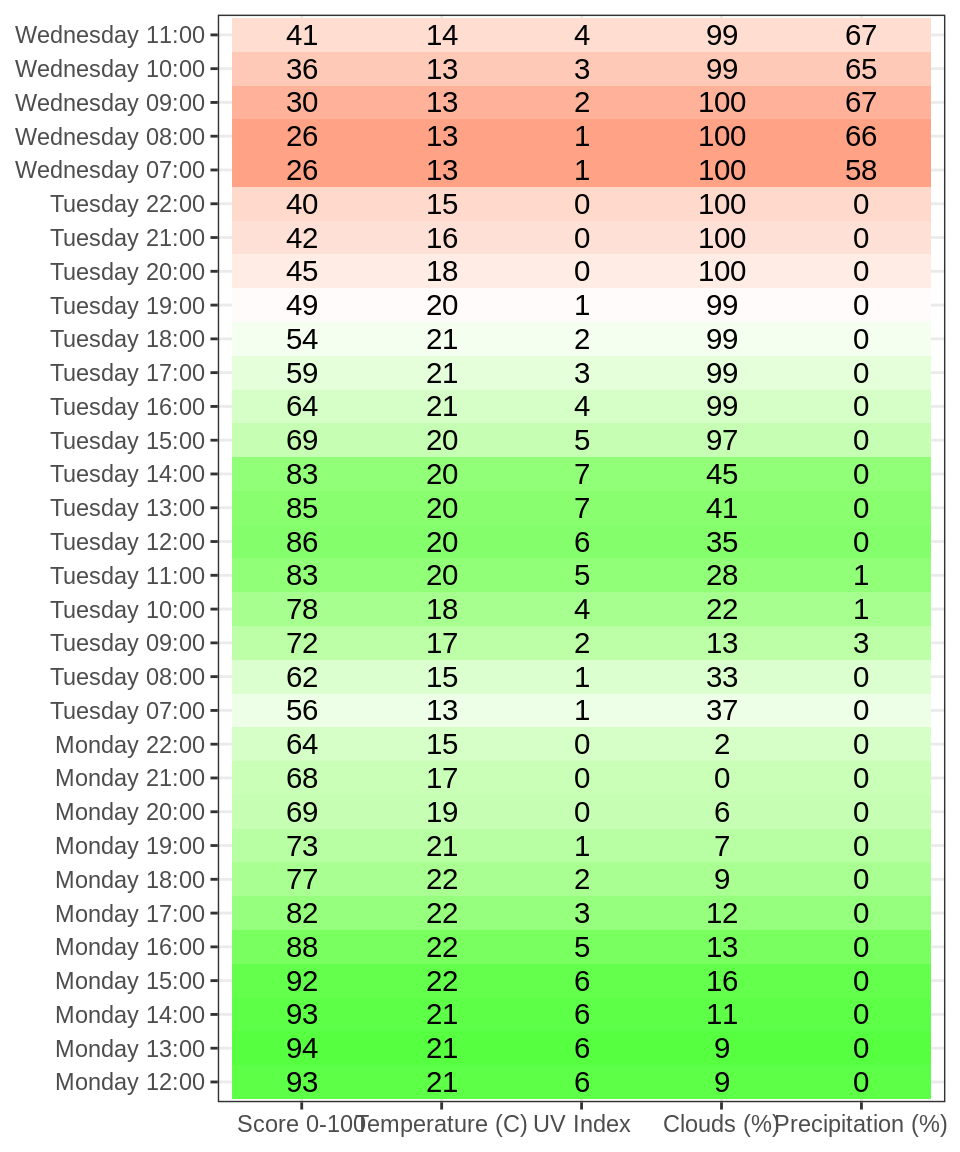 Wednesday 11:00 41 14 4 99 67
Wednesday 10:00 36 13 3 99 65
Wednesday 09:00 30 13 2 100 67
Wednesday 08:00 26 13 1 100 66
Wednesday 07:00 26 13 1 100 58
Tuesday 22:00 40 15 0 100 0
Tuesday 21:00 42 16 0 100 0
Tuesday 20:00 45 18 0 100 0
Tuesday 19:00 49 20 1 99 0
Tuesday 18:00 54 21 2 99 0
Tuesday 17:00 59 21 3 99 0
Tuesday 16:00 64 21 4 99 0
Tuesday 15:00 69 20 5 97 0
Tuesday 14:00 83 20 7 45 0
Tuesday 13:00 85 20 7 41 0
Tuesday 12:00 86 20 6 35 0
Tuesday 11:00 83 20 5 28 1
Tuesday 10:00 78 18 4 22 1
Tuesday 09:00 72 17 2 13 3
Tuesday 08:00 62 15 1 33 0
Tuesday 07:00 56 13 1 37 0
Monday 22:00 64 15 0 2 0
Monday 21:00 68 17 0 0 0
Monday 20:00 69 19 0 6 0
Monday 19:00 73 21 1 7 0
Monday 18:00 77 22 2 9 0
Monday 17:00 82 22 3 12 0
Monday 16:00 88 22 5 13 0
Monday 15:00 92 22 6 16 0
Monday 14:00 93 21 6 11 0
Monday 13:00 94 21 6 9 0
Monday 12:00 93 21 6 9 0
Score 0-100 Temperature (C) UV Index Clouds (%) Precipitation (%)